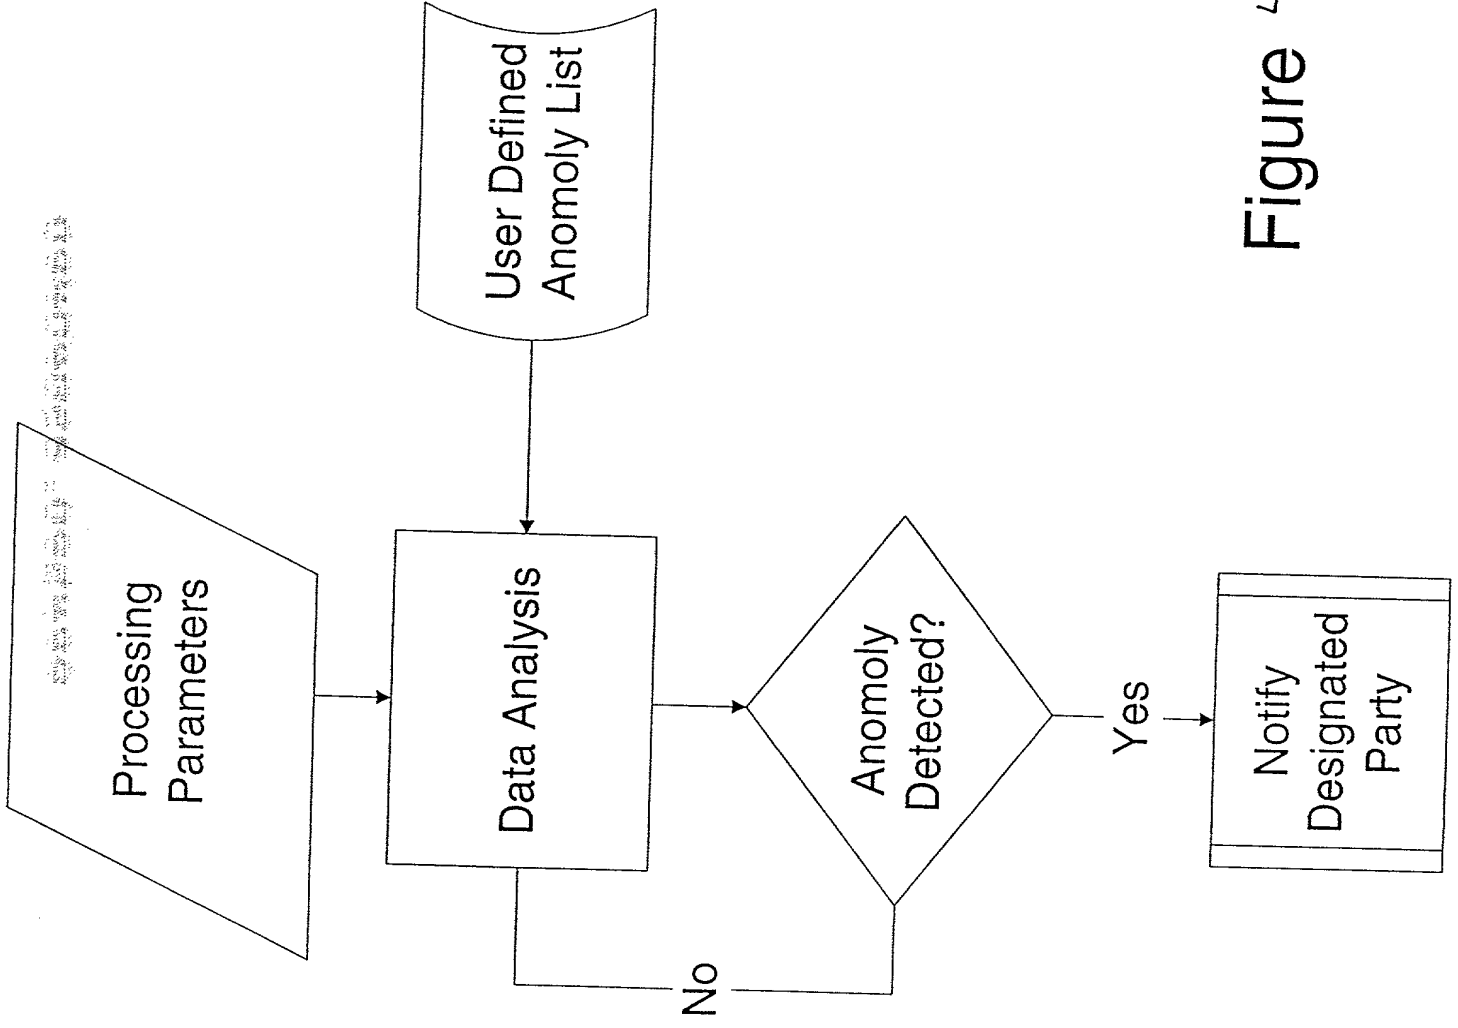 Processing
Parameters
User Defined
Anomoly List
Data Analysis
Anomoly
Detected?
No
Yes
Notify
Designated
Party
Figure